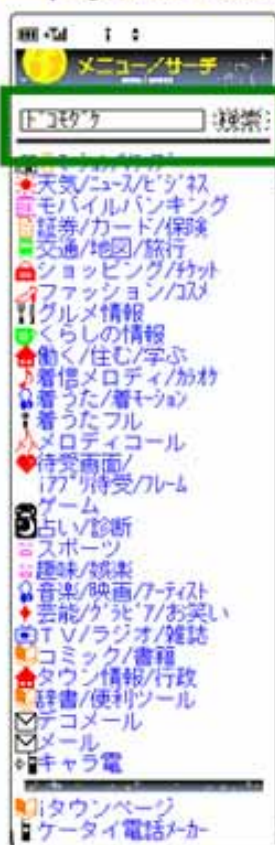 メニュー/サーチ
ドコモダケ 検索
天気/ニュース/ビジネス
モバイルバンキング
証券/カード/保険
交通/地図/旅行
ショッピング/チケット
ファッション/コスメ
グルメ情報
くらしの情報
働く/住む/学ぶ
着信メロディ/カラオケ
着うた/着モーション
着うたフル
メロディコール
待受画面/
iアプリ待受/フレーム
ゲーム
占い/診断
スポーツ
趣味/娯楽
音楽/映画/アーティスト
芸能/グラビア/お笑い
TV/ラジオ/雑誌
コミック/書籍
タウン情報/行政
辞書/便利ツール
デコメール
メール
キャラ電
iタウンページ
ケータイ電話メーカー